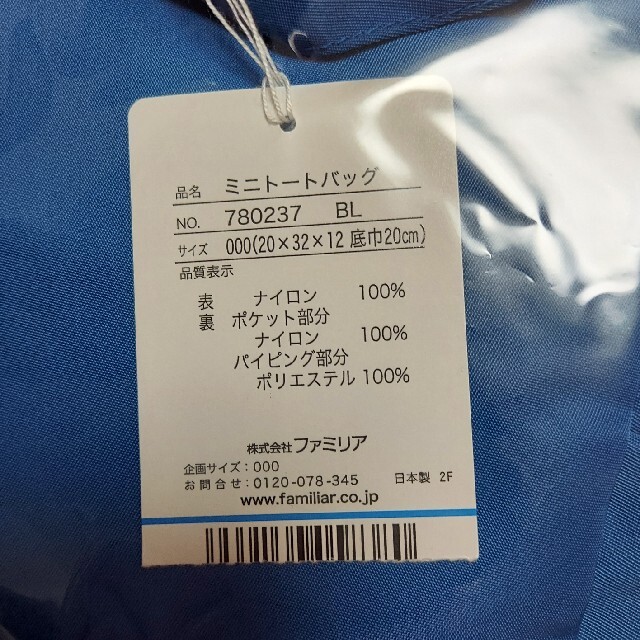 品名 ミニトートバッグ
NO. 780237 BL
サイズ 000(20×32×12 底巾20cm)
品質表示
表 ナイロン 100%
裏 ポケット部分
ナイロン 100%
パイピング部分
ポリエステル 100%
株式会社ファミリア
企画サイズ:000
お問合せ:0120-078-345 日本製 2F
www.familiar.co.jp